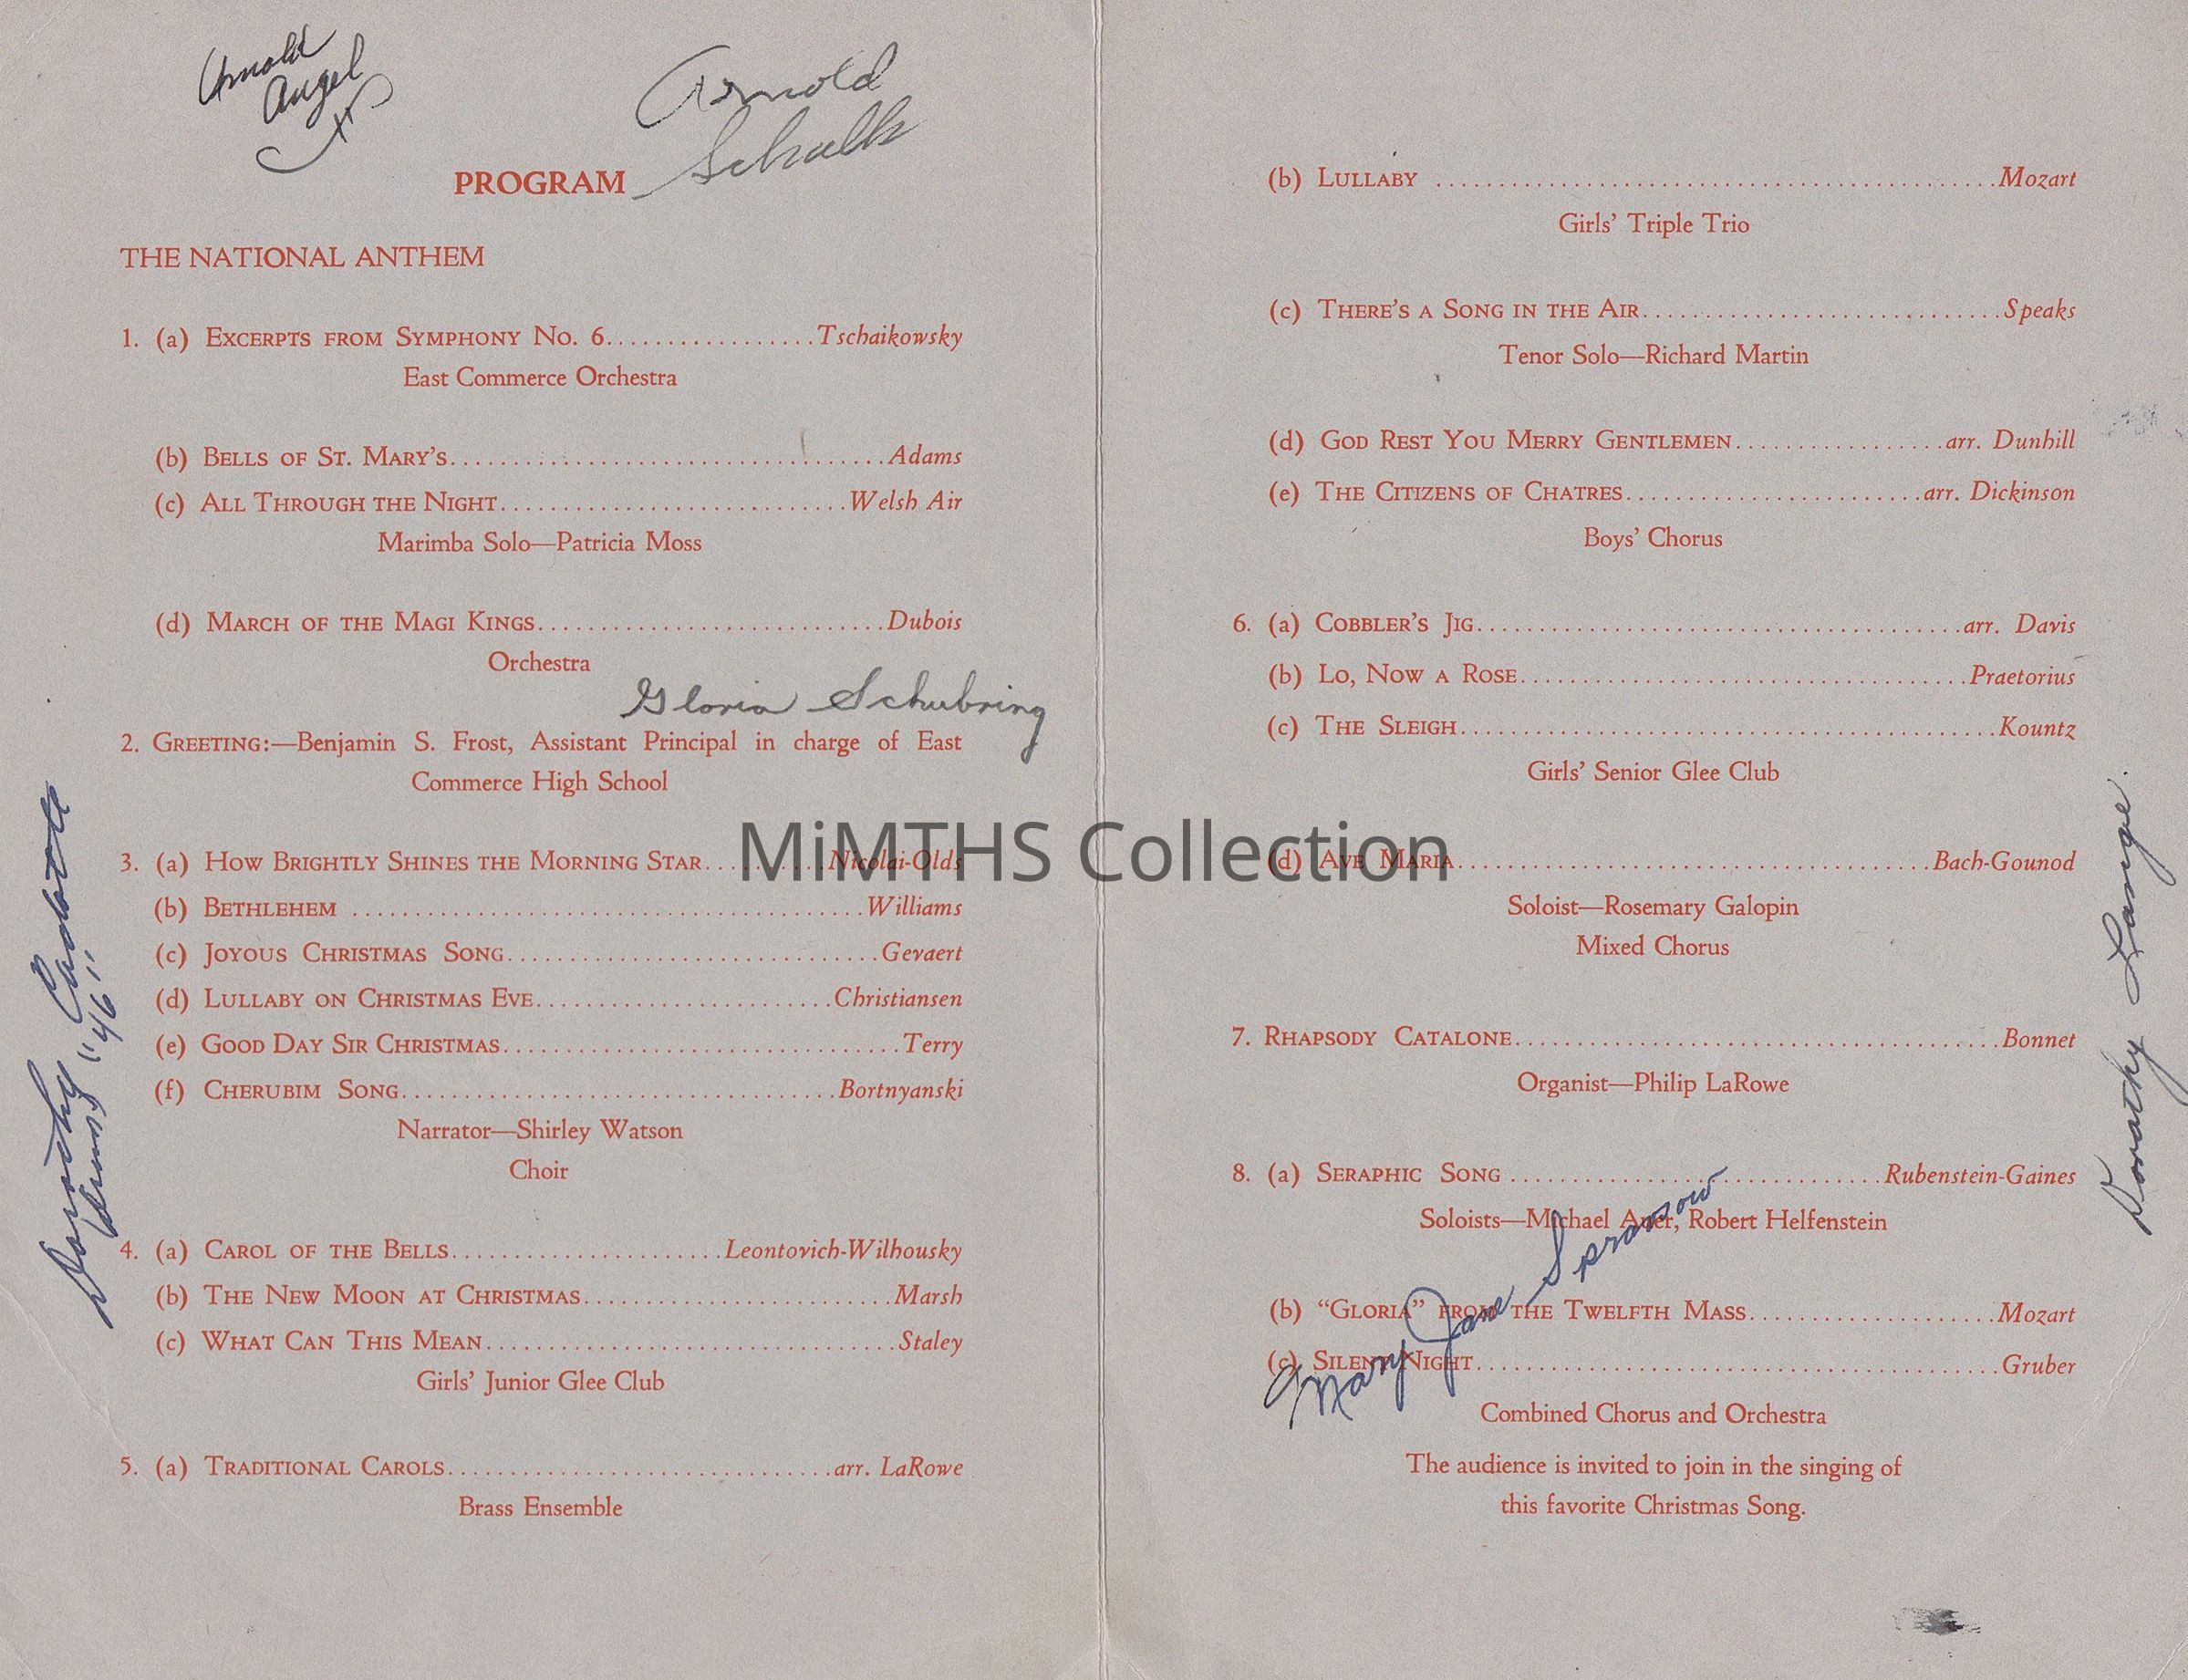 Arnold
Angel
Arnold
Schalk
PROGRAM
THE NATIONAL ANTHEM
1. (a) Excerpts from Symphony No. 6.................Tschaikowsky
East Commerce Orchestra
(b) Bells of St. Mary's...................................Adams
(c) All Through the Night............................Welsh Air
Marimba Solo—Patricia Moss
(d) March of the Magi Kings............................Dubois
Orchestra
Gloria Schubring
2. Greeting:—Benjamin S. Frost, Assistant Principal in charge of East
Commerce High School
3. (a) How Brightly Shines the Morning Star..........Nicolai-Olds
(b) Bethlehem .........................................Williams
(c) Joyous Christmas Song..............................Gevaert
(d) Lullaby on Christmas Eve........................Christiansen
(e) Good Day Sir Christmas................................Terry
(f) Cherubim Song...................................Bortnyanski
Narrator—Shirley Watson
Choir
4. (a) Carol of the Bells......................Leontovich-Wilhousky
(b) The New Moon at Christmas.........................Marsh
(c) What Can This Mean.................................Staley
Girls' Junior Glee Club
5. (a) Traditional Carols...............................arr. LaRowe
Brass Ensemble
Dorothy
"46"
(b) Lullaby .............................................Mozart
Girls' Triple Trio
(c) There's a Song in the Air.............................Speaks
Tenor Solo—Richard Martin
(d) God Rest You Merry Gentlemen.................arr. Dunhill
(e) The Citizens of Chatres........................arr. Dickinson
Boys' Chorus
6. (a) Cobbler's Jig.......................................arr. Davis
(b) Lo, Now a Rose....................................Praetorius
(c) The Sleigh...........................................Kountz
Girls' Senior Glee Club
(d) Ave Maria......................................Bach-Gounod
Soloist—Rosemary Galopin
Mixed Chorus
7. Rhapsody Catalone.......................................Bonnet
Organist—Philip LaRowe
8. (a) Seraphic Song ..............................Rubenstein-Gaines
Soloists—Michael Auer, Robert Helfenstein
(b) "Gloria" from the Twelfth Mass....................Mozart
(c) Silent Night..........................................Gruber
Mary Jane
Combined Chorus and Orchestra
The audience is invited to join in the singing of
this favorite Christmas Song.
Dorathy Lange.
MiMTHS Collection